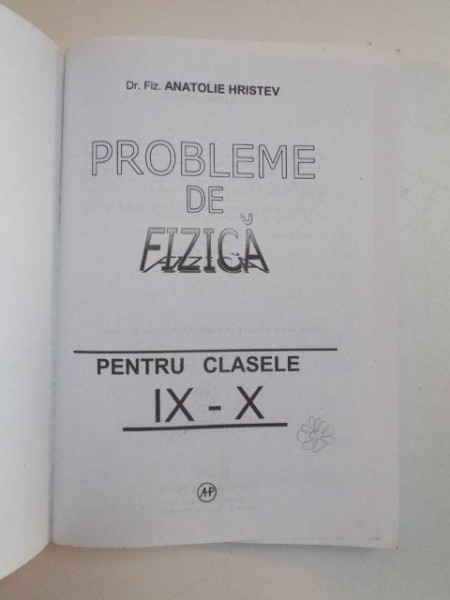 Dr. Fiz. ANATOLIE HRISTEV
PROBLEME
DE
FIZICĂ
PENTRU CLASELE
IX - X
AP